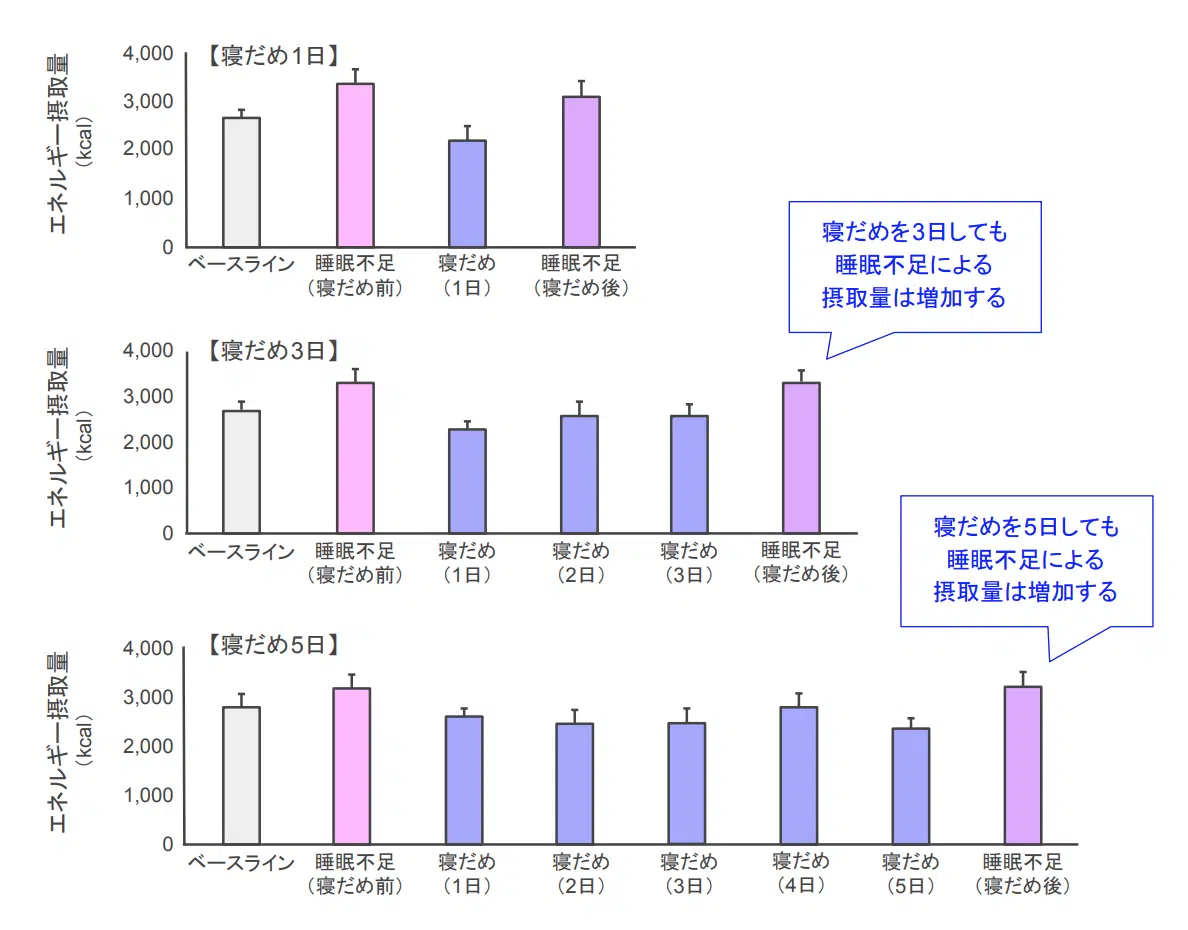 【寝だめ1日】
エネルギー摂取量
（kcal）
4,000
3,000
2,000
1,000
0
ベースライン
睡眠不足
（寝だめ前）
寝だめ
（1日）
睡眠不足
（寝だめ後）
寝だめを3日しても
睡眠不足による
摂取量は増加する
【寝だめ3日】
エネルギー摂取量
（kcal）
4,000
3,000
2,000
1,000
0
ベースライン
睡眠不足
（寝だめ前）
寝だめ
（1日）
寝だめ
（2日）
寝だめ
（3日）
睡眠不足
（寝だめ後）
寝だめを5日しても
睡眠不足による
摂取量は増加する
【寝だめ5日】
エネルギー摂取量
（kcal）
4,000
3,000
2,000
1,000
0
ベースライン
睡眠不足
（寝だめ前）
寝だめ
（1日）
寝だめ
（2日）
寝だめ
（3日）
寝だめ
（4日）
寝だめ
（5日）
睡眠不足
（寝だめ後）